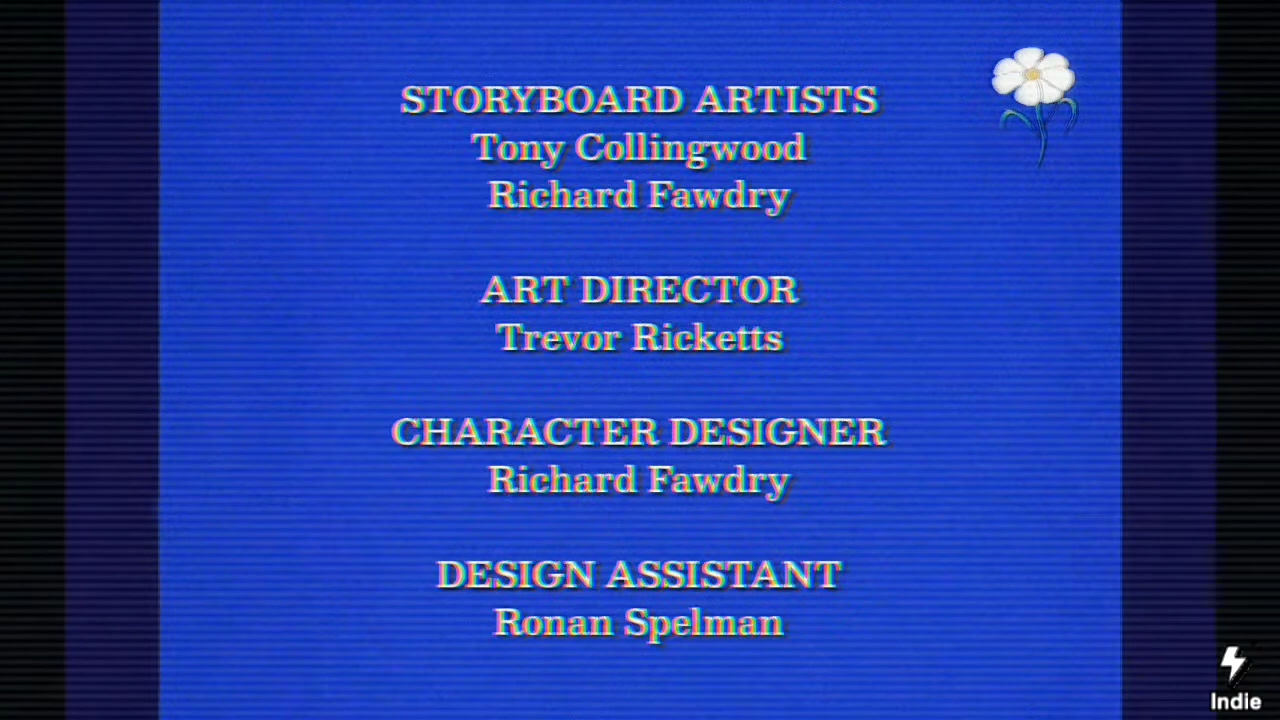 STORYBOARD ARTISTS
Tony Collingwood
Richard Fawdry
ART DIRECTOR
Trevor Ricketts
CHARACTER DESIGNER
Richard Fawdry
DESIGN ASSISTANT
Ronan Spelman
Indie